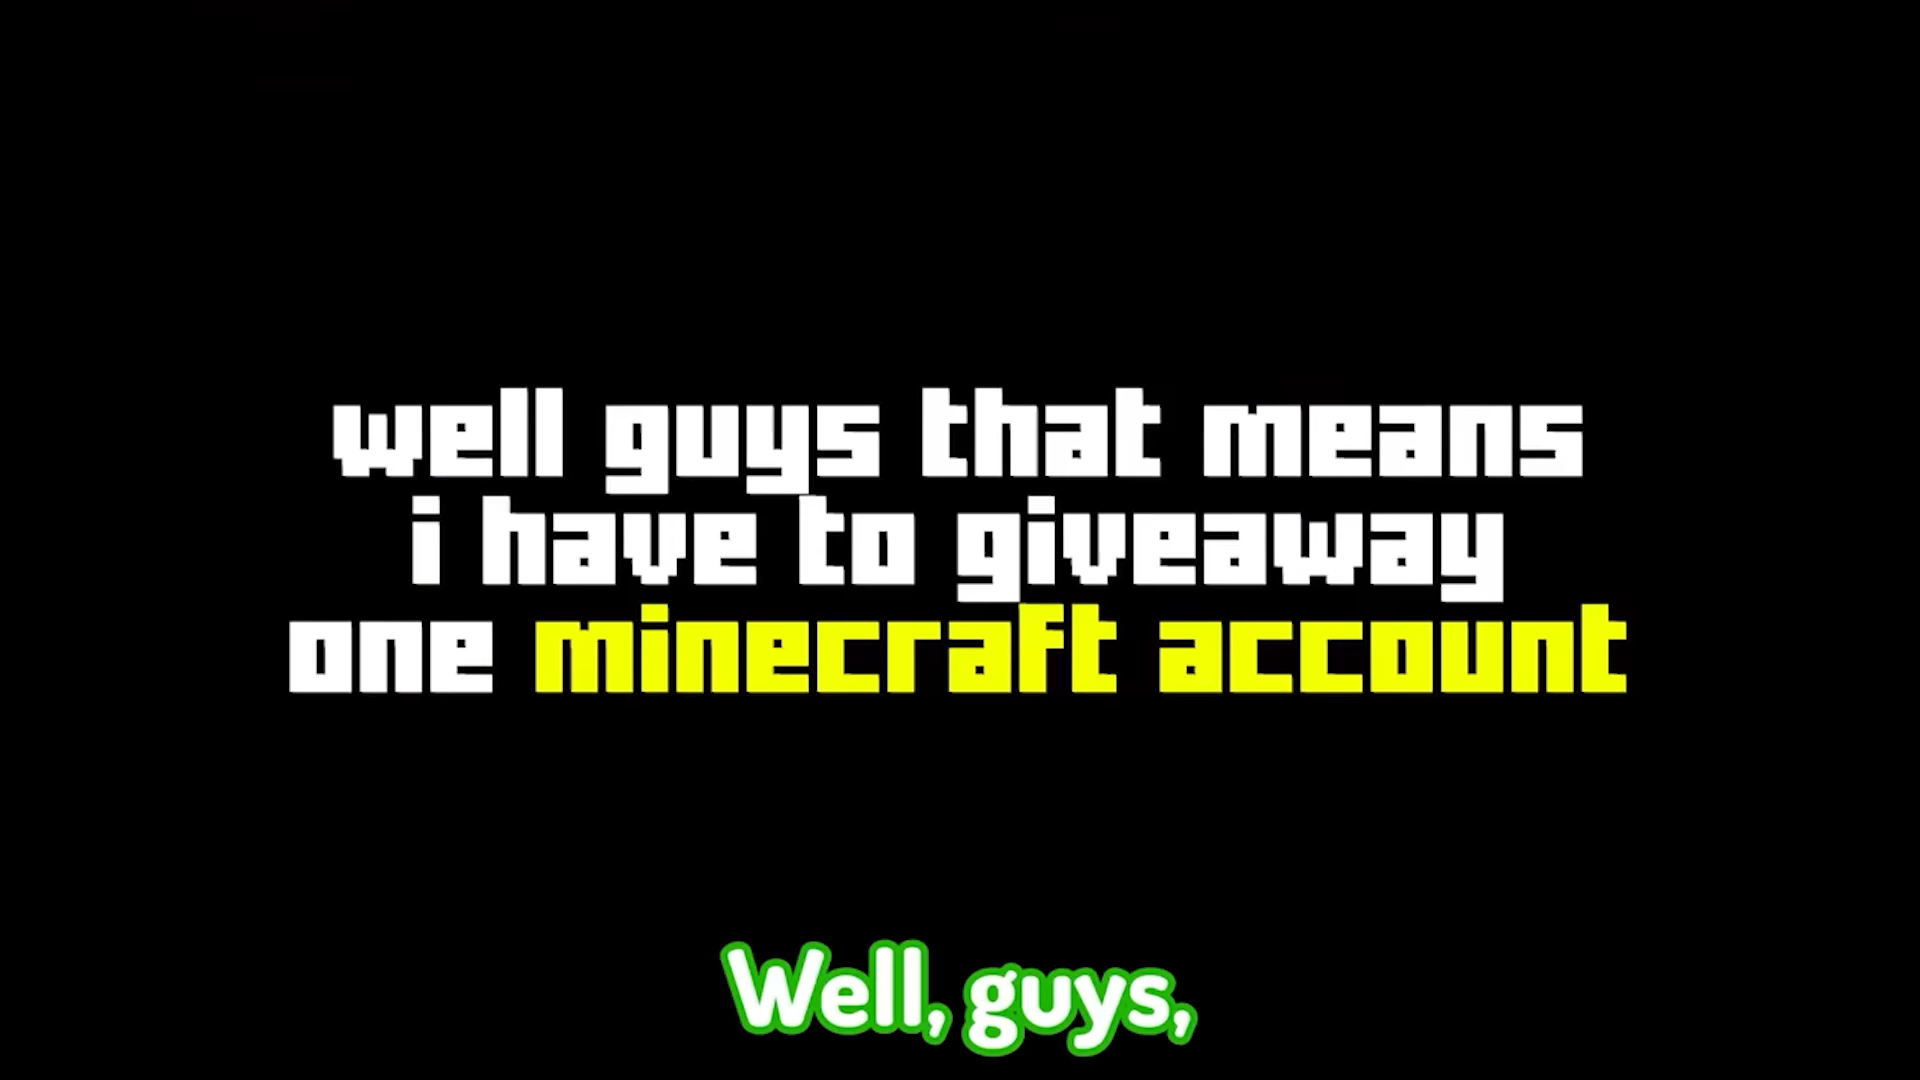 well guys that means
i have to giveaway
one minecraft account
Well, guys,